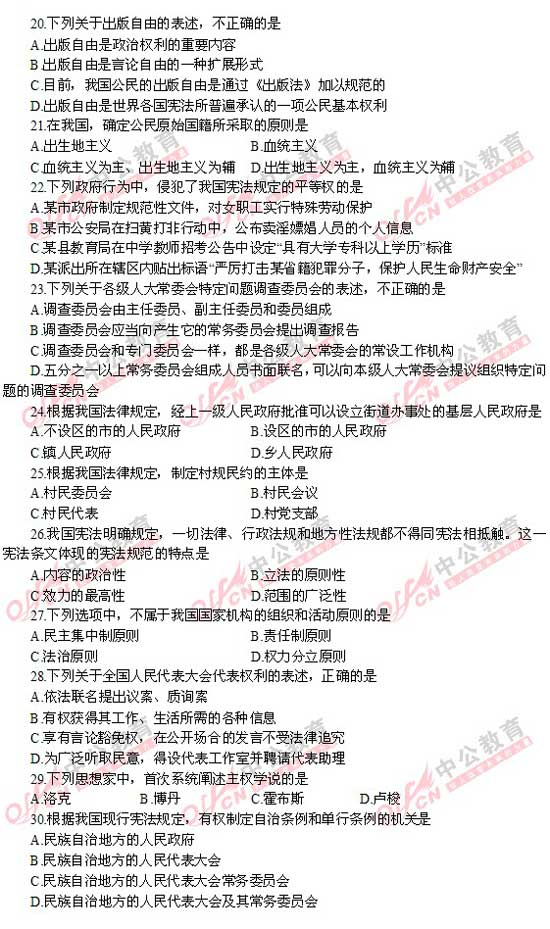 20.下列关于出版自由的表述，不正确的是
A.出版自由是政治权利的重要内容
B.出版自由是言论自由的一种扩展形式
C.目前，我国公民的出版自由是通过《出版法》加以规范的
D.出版自由是世界各国宪法所普遍承认的一项公民基本权利
21.在我国，确定公民原始国籍所采取的原则是
A.出生地主义 B.血统主义
C.血统主义为主，出生地主义为辅 D.出生地主义为主，血统主义为辅
22.下列政府行为中，侵犯了我国宪法规定的平等权的是
A.某市政府制定规范性文件，对女职工实行特殊劳动保护
B.某市公安局在扫黄打非行动中，公布卖淫嫖娼人员的个人信息
C.某县教育局在中学教师招考公告中设定“具有大学专科以上学历”标准
D.某派出所在辖区内贴出标语“严厉打击某省籍犯罪分子，保护人民生命财产安全”
23.下列关于各级人大常委会特定问题调查委员会的表述，不正确的是
A.调查委员会由主任委员、副主任委员和委员组成
B.调查委员会应当向产生它的常务委员会提出调查报告
C.调查委员会和专门委员会一样，都是各级人大常委会的常设工作机构
D.五分之一以上常务委员会组成人员书面联名，可以向本级人大常委会提议组织特定问
题的调查委员会
24.根据我国法律规定，经上一级人民政府批准可以设立街道办事处的基层人民政府是
A.不设区的市的人民政府 B.设区的市的人民政府
C.镇人民政府 D.乡人民政府
25.根据我国法律规定，制定村规民约的主体是
A.村民委员会 B.村民会议
C.村民代表 D.村党支部
26.我国宪法明确规定，一切法律、行政法规和地方性法规都不得同宪法相抵触。这一
宪法条文体现的宪法规范的特点是
A.内容的政治性 B.立法的原则性
C.效力的最高性 D.范围的广泛性
27.下列选项中，不属于我国国家机构的组织和活动原则的是
A.民主集中制原则 B.责任制原则
C.法治原则 D.权力分立原则
28.下列关于全国人民代表大会代表权利的表述，正确的是
A.依法联名提出议案、质询案
B.有权获得其工作、生活所需的各种信息
C.享有言论豁免权，在公开场合的发言不受法律追究
D.为广泛听取民意，得设代表工作室并聘请代表助理
29.下列思想家中，首次系统阐述主权学说的是
A.洛克 B.博丹 C.霍布斯 D.卢梭
30.根据我国现行宪法规定，有权制定自治条例和单行条例的机关是
A.民族自治地方的人民政府
B.民族自治地方的人民代表大会
C.民族自治地方的人民代表大会常务委员会
D.民族自治地方的人民代表大会及其常务委员会